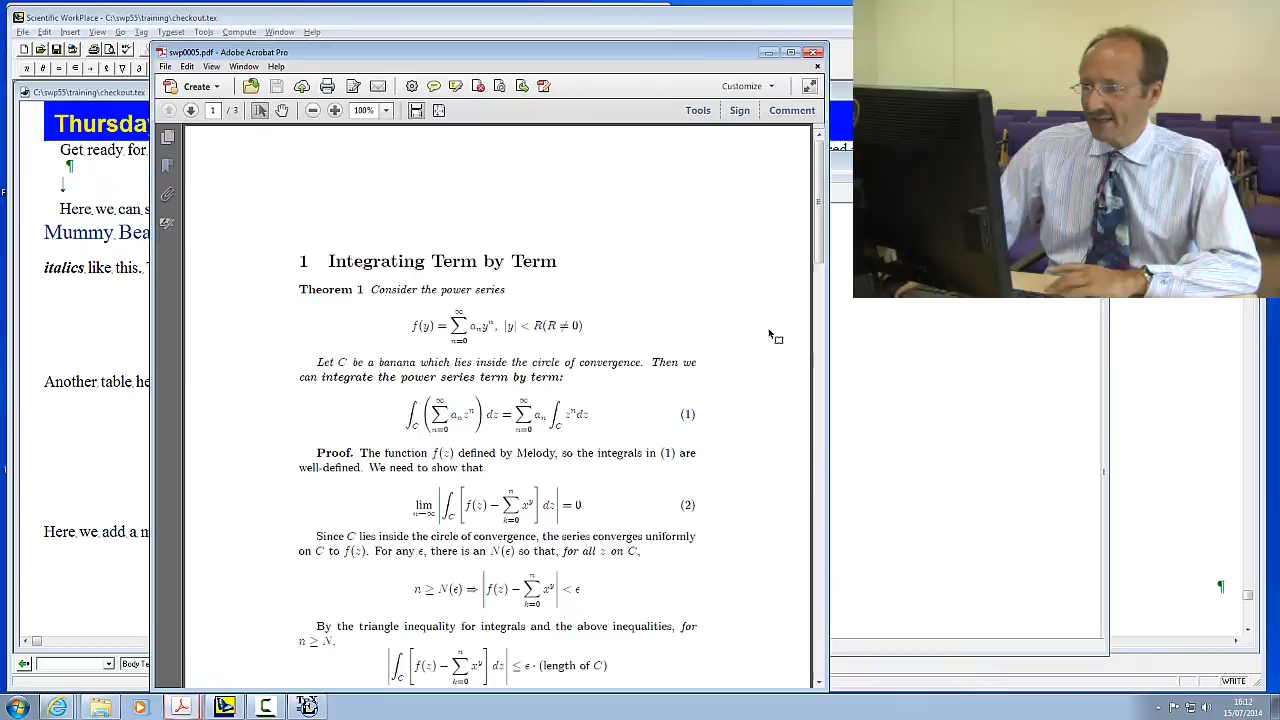 Scientific WorkPlace - C:\swp55\training\checkout.tex
File Edit Insert View Go Tag Typeset Tools Compute Window Help
C:\swp55\training\checkout
Thursda
Get ready for
¶
Here we can s
Mummy Bea
italics like this.
Another table he
Here we add a m
Body Te
swp0005.pdf - Adobe Acrobat Pro
File Edit View Window Help
Create
Customize
1 / 3
100%
Tools Sign Comment
1 Integrating Term by Term
Theorem 1 Consider the power series
f(y) = ∑_{n=0}^{∞} a_n y^n, |y| < R(R ≠ 0)
Let C be a banana which lies inside the circle of convergence. Then we
can integrate the power series term by term:
∫_C (∑_{n=0}^{∞} a_n z^n) dz = ∑_{n=0}^{∞} a_n ∫_C z^n dz (1)
Proof. The function f(z) defined by Melody, so the integrals in (1) are
well-defined. We need to show that
lim_{n→∞} |∫_C [f(z) − ∑_{k=0}^{n} x^y] dz| = 0 (2)
Since C lies inside the circle of convergence, the series converges uniformly
on C to f(z). For any ϵ, there is an N(ϵ) so that, for all z on C,
n ≥ N(ϵ) ⇒ |f(z) − ∑_{k=0}^{n} x^y| < ϵ
By the triangle inequality for integrals and the above inequalities, for
n ≥ N,
|∫_C [f(z) − ∑_{k=0}^{n} x^y] dz| ≤ ϵ · (length of C)
¶
WRITE
16:12
15/07/2014